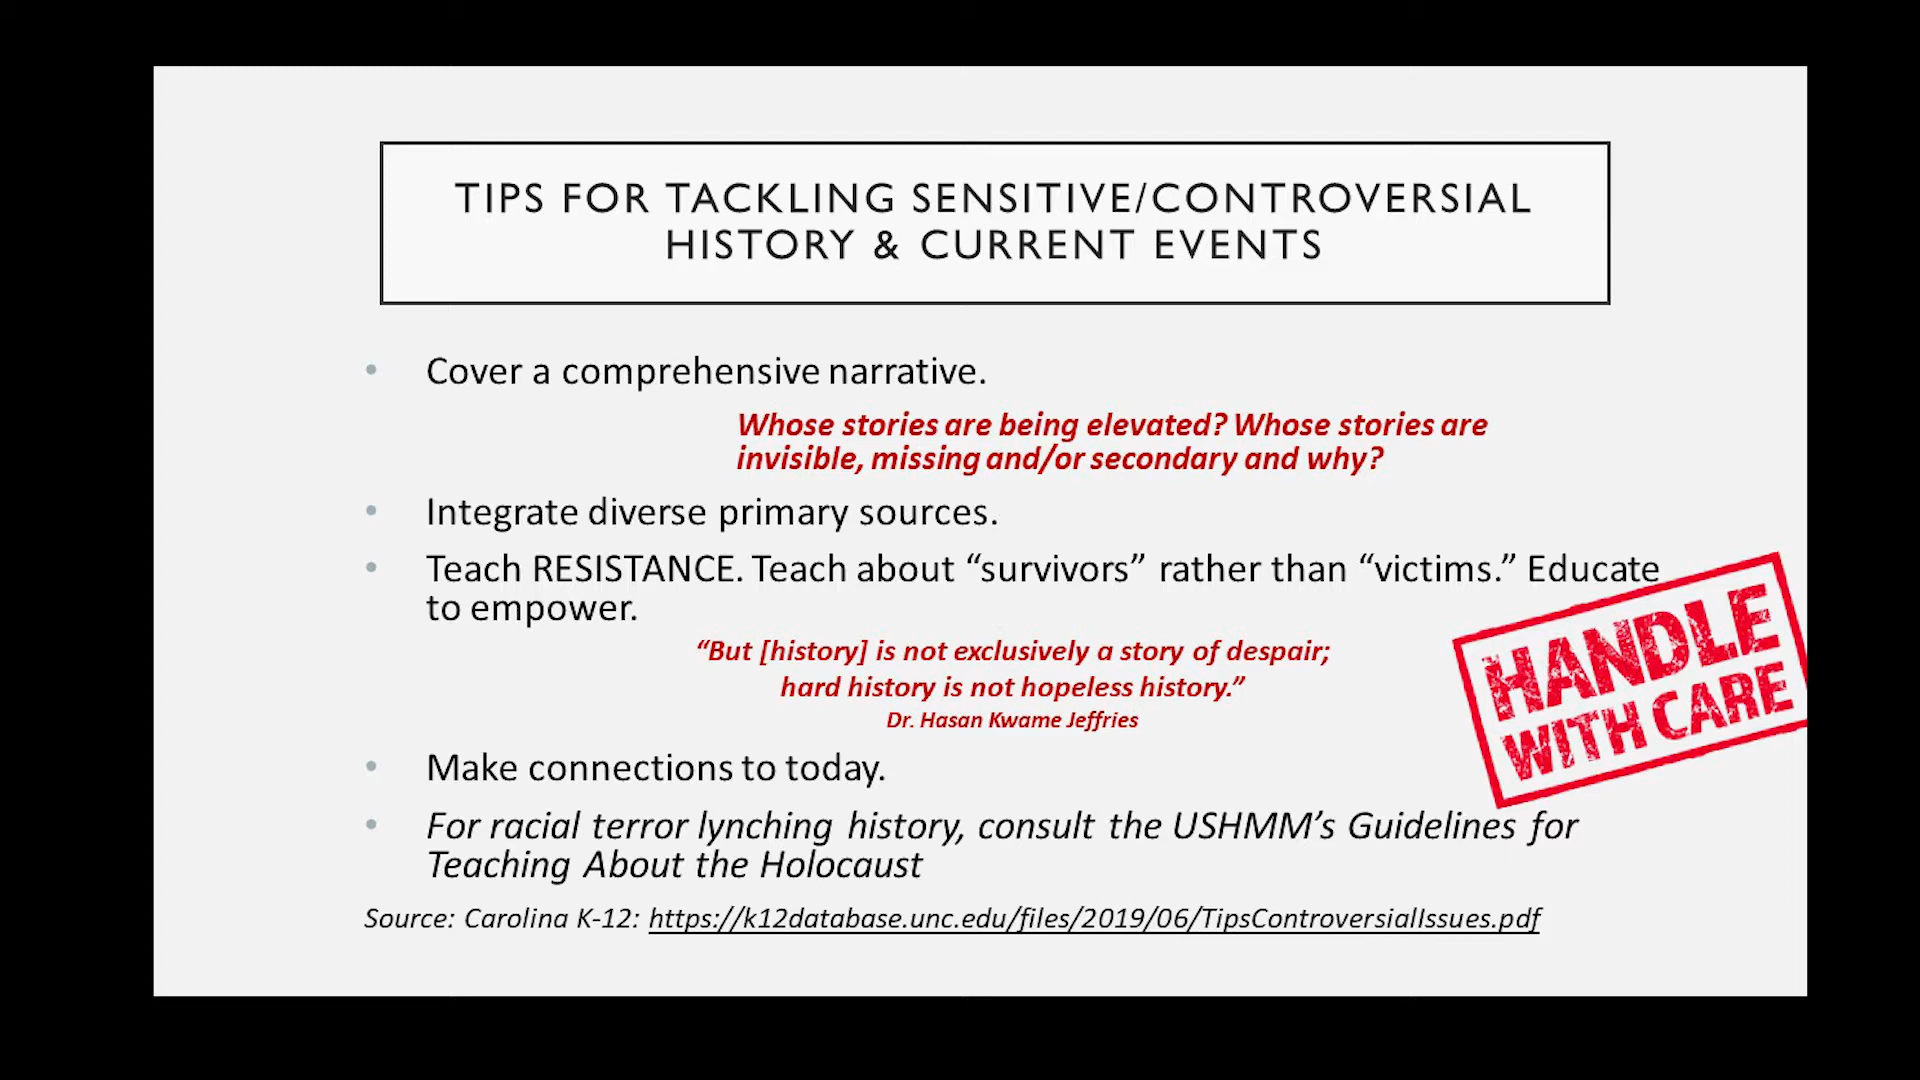 TIPS FOR TACKLING SENSITIVE/CONTROVERSIAL
HISTORY & CURRENT EVENTS
• Cover a comprehensive narrative.
Whose stories are being elevated? Whose stories are
invisible, missing and/or secondary and why?
• Integrate diverse primary sources.
• Teach RESISTANCE. Teach about “survivors” rather than “victims.” Educate
to empower.
“But [history] is not exclusively a story of despair;
hard history is not hopeless history.”
Dr. Hasan Kwame Jeffries
HANDLE
WITH CARE
• Make connections to today.
• For racial terror lynching history, consult the USHMM’s Guidelines for
Teaching About the Holocaust
Source: Carolina K-12: https://k12database.unc.edu/files/2019/06/TipsControversialIssues.pdf